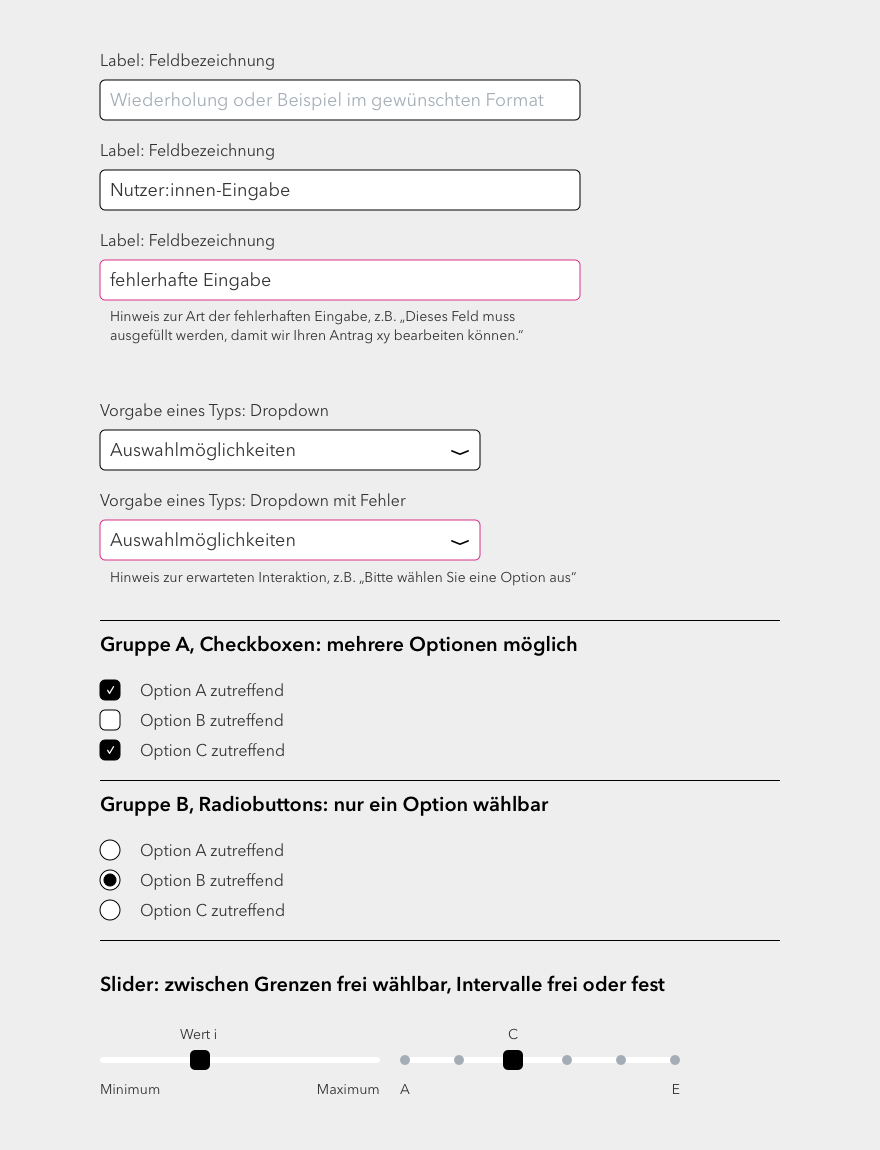 Label: Feldbezeichnung
Wiederholung oder Beispiel im gewünschten Format
Label: Feldbezeichnung
Nutzer:innen-Eingabe
Label: Feldbezeichnung
fehlerhafte Eingabe
Hinweis zur Art der fehlerhaften Eingabe, z.B. „Dieses Feld muss
ausgefüllt werden, damit wir Ihren Antrag xy bearbeiten können.“
Vorgabe eines Typs: Dropdown
Auswahlmöglichkeiten
Vorgabe eines Typs: Dropdown mit Fehler
Auswahlmöglichkeiten
Hinweis zur erwarteten Interaktion, z.B. „Bitte wählen Sie eine Option aus“
Gruppe A, Checkboxen: mehrere Optionen möglich
Option A zutreffend
Option B zutreffend
Option C zutreffend
Gruppe B, Radiobuttons: nur ein Option wählbar
Option A zutreffend
Option B zutreffend
Option C zutreffend
Slider: zwischen Grenzen frei wählbar, Intervalle frei oder fest
Wert i
C
Minimum
Maximum
A
E